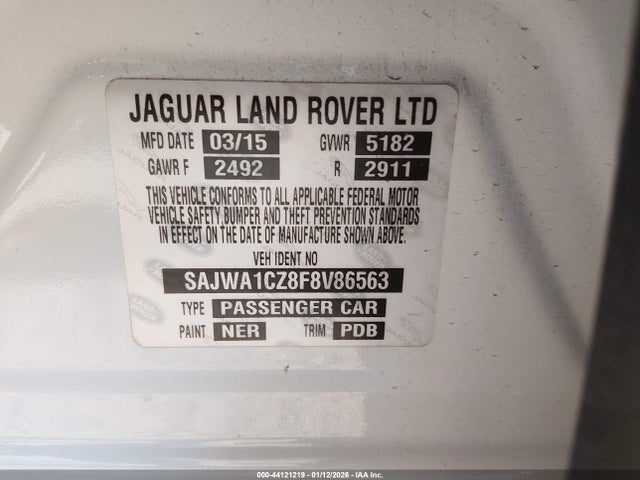 JAGUAR LAND ROVER LTD
MFD DATE 03/15 GVWR 5182
GAWR F 2492 R 2911
THIS VEHICLE CONFORMS TO ALL APPLICABLE FEDERAL MOTOR
VEHICLE SAFETY, BUMPER AND THEFT PREVENTION STANDARDS
IN EFFECT ON THE DATE OF MANUFACTURE SHOWN ABOVE.
VEH IDENT NO
SAJWA1CZ8F8V86563
TYPE PASSENGER CAR
PAINT NER TRIM PDB
000-44121219 - 01/12/2026 - © IAA Inc.